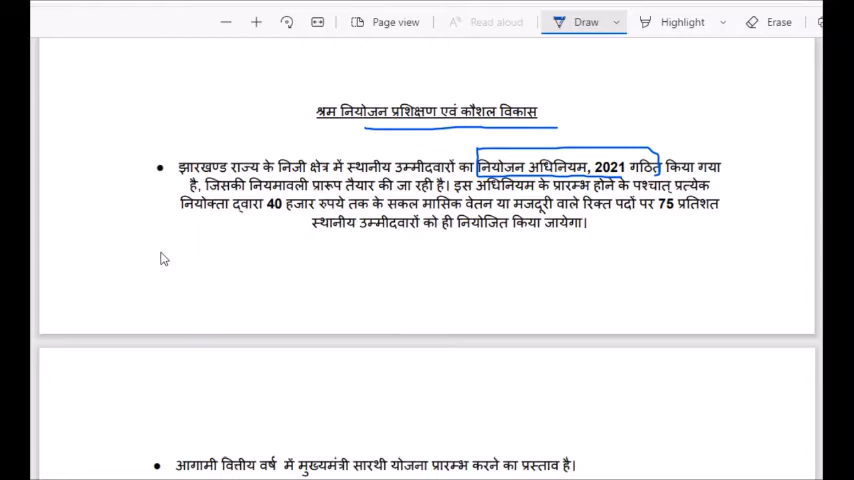 Page view
Read aloud
Draw
Highlight
Erase
श्रम नियोजन प्रशिक्षण एवं कौशल विकास
झारखण्ड राज्य के निजी क्षेत्र में स्थानीय उम्मीदवारों का नियोजन अधिनियम, 2021 गठित किया गया
है, जिसकी नियमावली प्रारूप तैयार की जा रही है। इस अधिनियम के प्रारम्भ होने के पश्चात् प्रत्येक
नियोक्ता द्वारा 40 हजार रुपये तक के सकल मासिक वेतन या मजदूरी वाले रिक्त पदों पर 75 प्रतिशत
स्थानीय उम्मीदवारों को ही नियोजित किया जायेगा।
आगामी वित्तीय वर्ष में मुख्यमंत्री सारथी योजना प्रारम्भ करने का प्रस्ताव है।